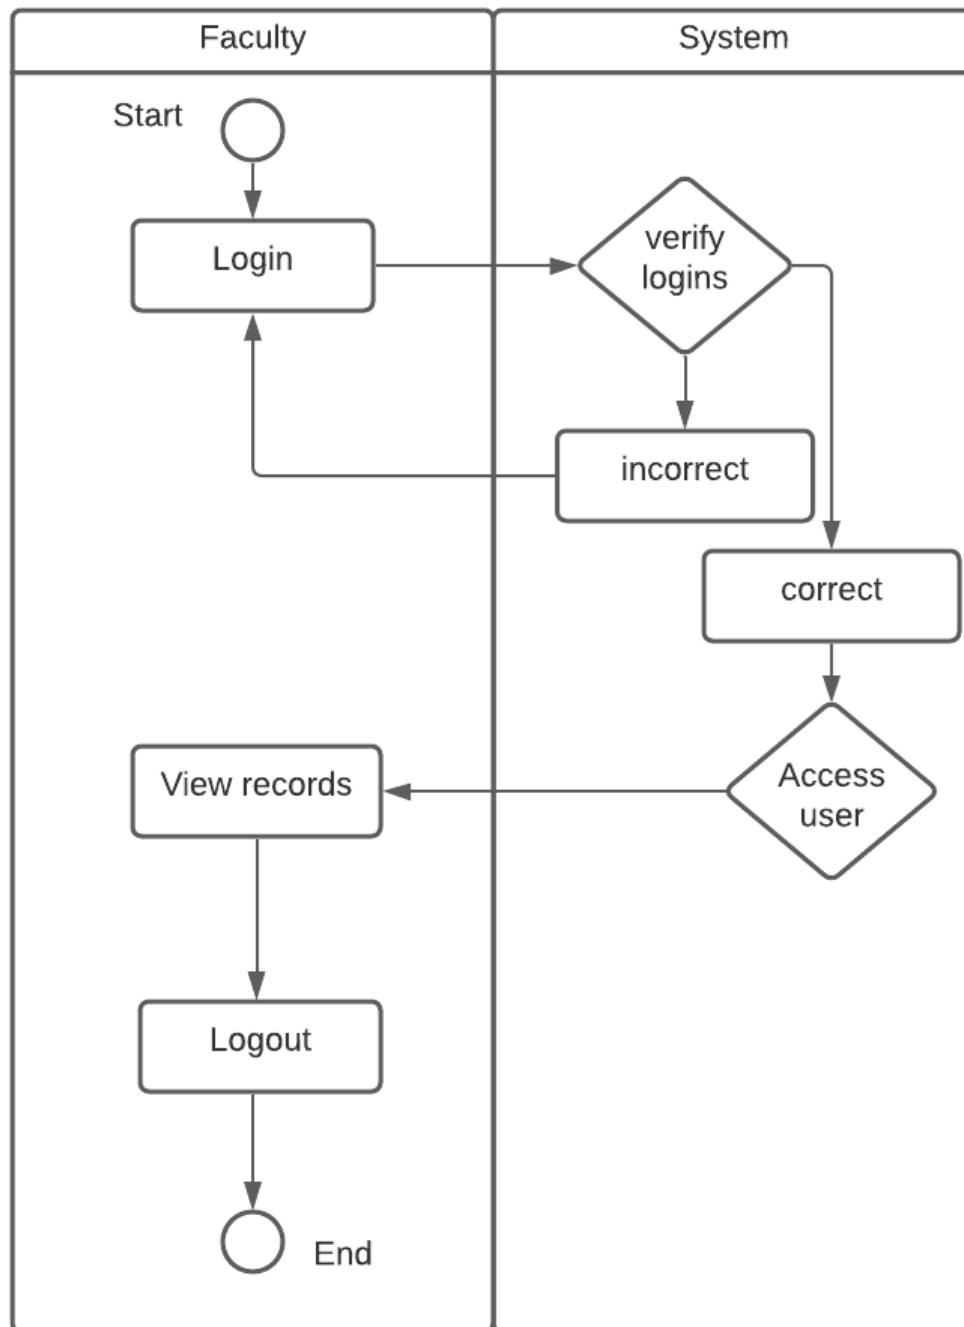 Faculty
System
Start
Login
verify
logins
incorrect
correct
Access
user
View records
Logout
End